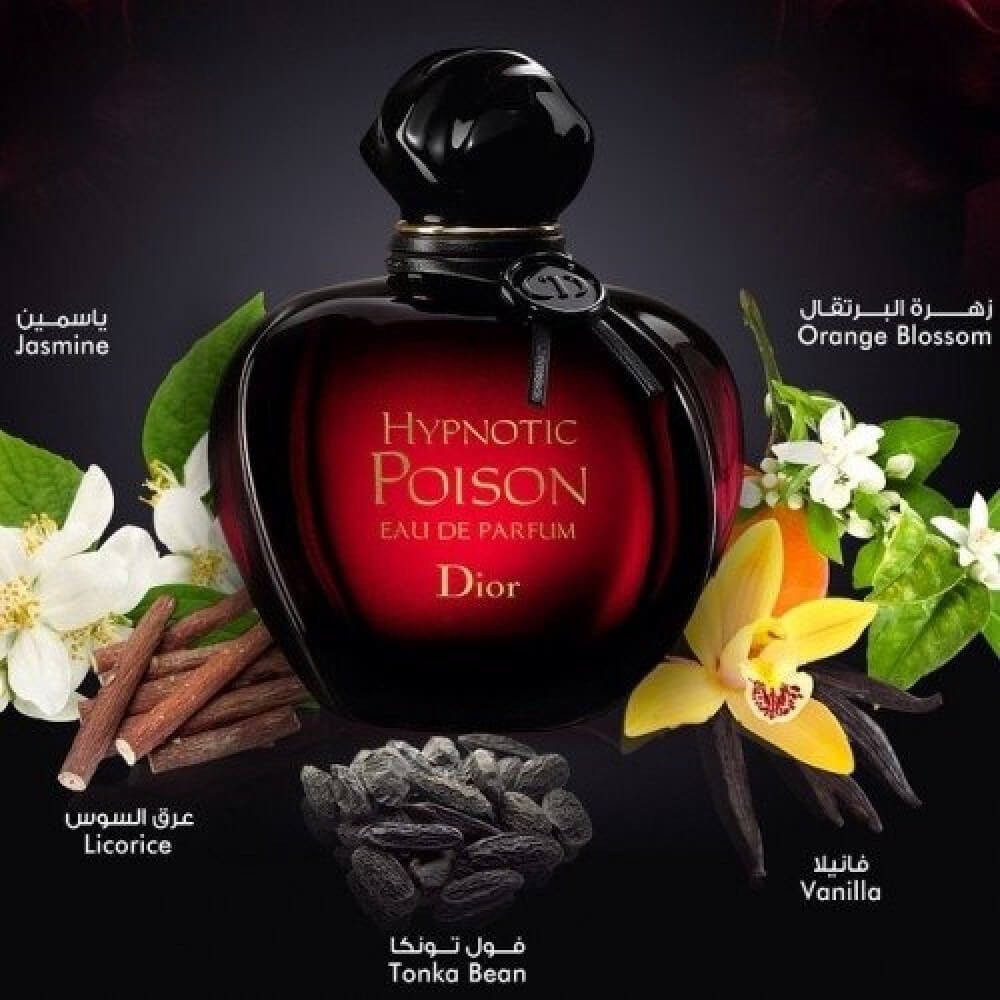 ياسمين
Jasmine
زهرة البرتقال
Orange Blossom
HYPNOTIC
POISON
EAU DE PARFUM
Dior
عرق السوس
Licorice
فانيلا
Vanilla
فول تونكا
Tonka Bean